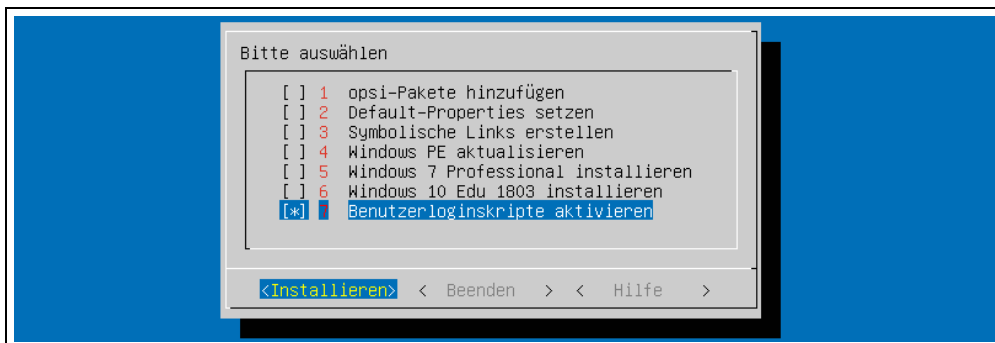 Bitte auswählen
[ ] 1 opsi-Pakete hinzufügen
[ ] 2 Default-Properties setzen
[ ] 3 Symbolische Links erstellen
[ ] 4 Windows PE aktualisieren
[ ] 5 Windows 7 Professional installieren
[ ] 6 Windows 10 Edu 1803 installieren
[*] 7 Benutzerloginskripte aktivieren
<Installieren> < Beenden > < Hilfe >